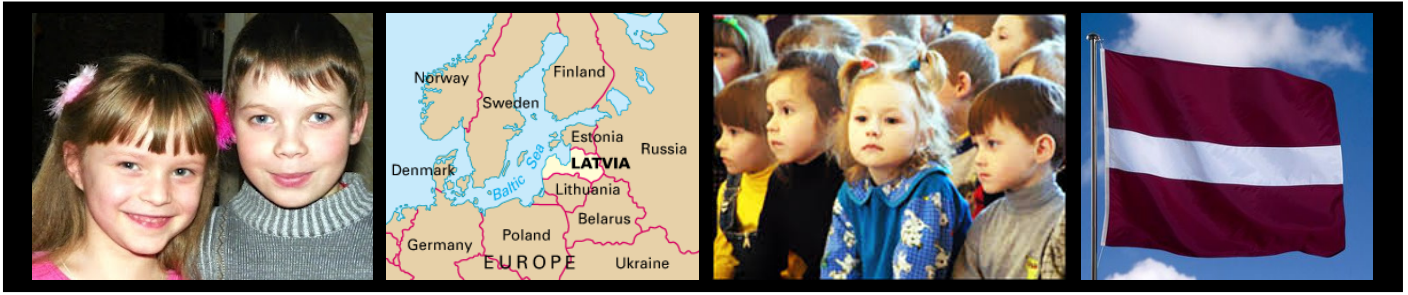 Norway
Finland
Sweden
Estonia
Russia
LATVIA
Denmark
Baltic Sea
Lithuania
Belarus
Poland
Germany
EUROPE
Ukraine